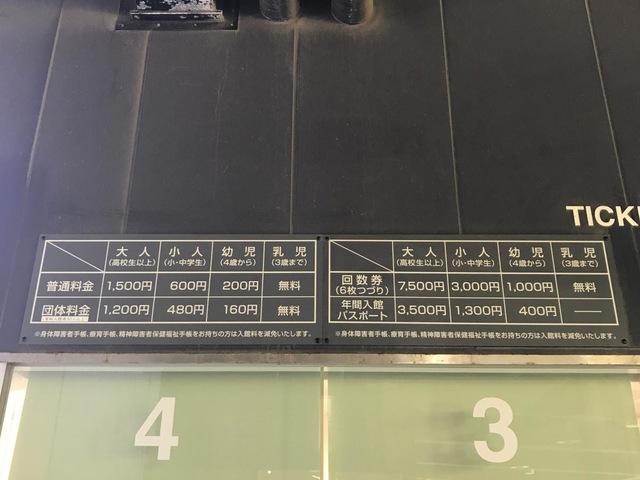 TICK
大人 小人 幼児 乳児
(高校生以上) (小・中学生) (4歳から) (3歳まで)
普通料金 1,500円 600円 200円 無料
団体料金 1,200円 480円 160円 無料
※身体障害者手帳、療育手帳、精神障害者保健福祉手帳をお持ちの方は入館料を減免いたします。
大人 小人 幼児 乳児
(高校生以上) (小・中学生) (4歳から) (3歳まで)
回数券
(6枚つづり) 7,500円 3,000円 1,000円 無料
年間入館
パスポート 3,500円 1,300円 400円 ——
※身体障害者手帳、療育手帳、精神障害者保健福祉手帳をお持ちの方は入館料を減免いたします。
4 3